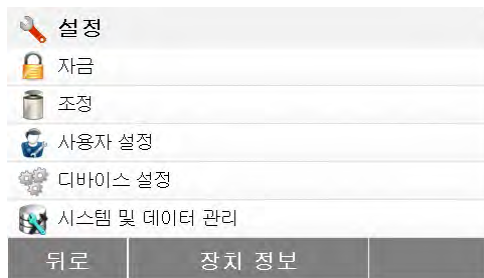 설정
자금
조정
사용자 설정
디바이스 설정
시스템 및 데이터 관리
뒤로 장치 정보